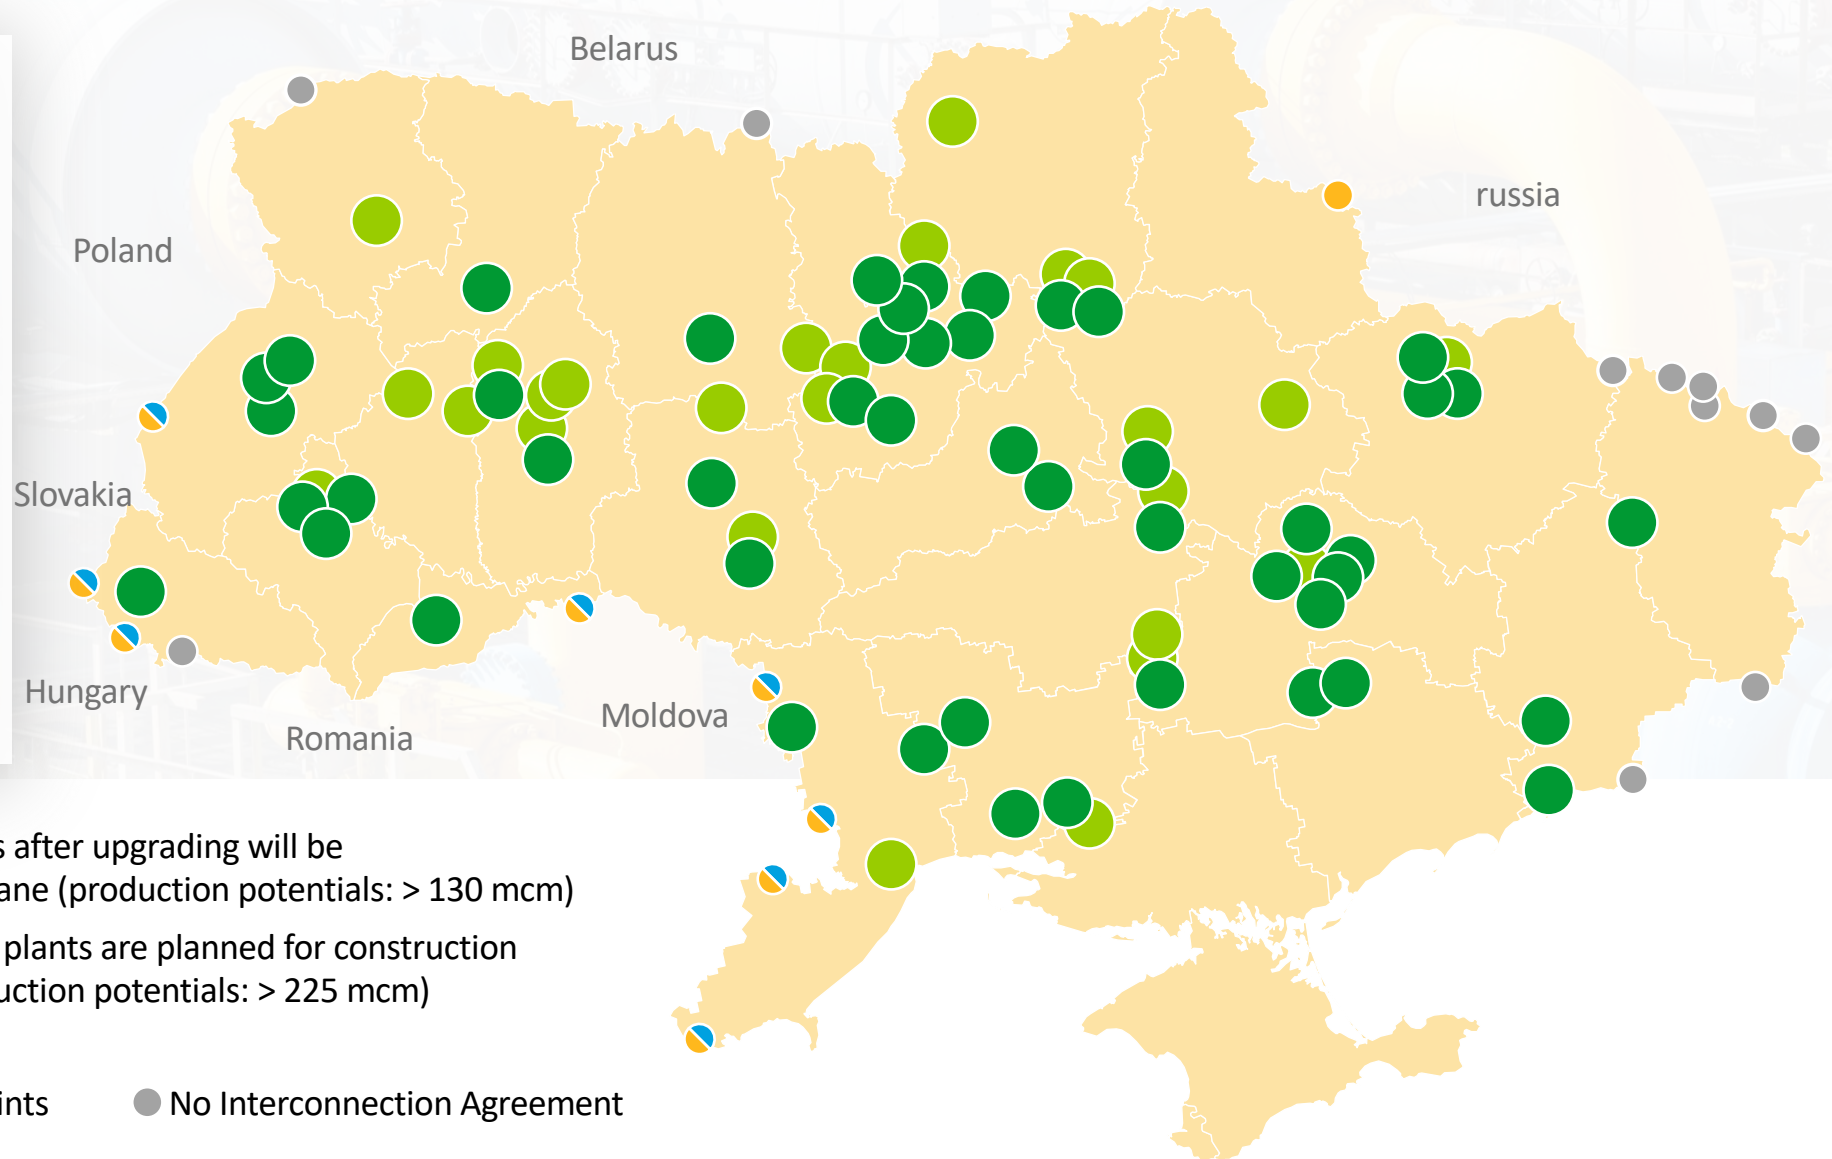 Belarus
russia
Poland
Slovakia
Hungary
Moldova
Romania
s after upgrading will be
ane (production potentials: > 130 mcm)
plants are planned for construction
uction potentials: > 225 mcm)
ints
No Interconnection Agreement